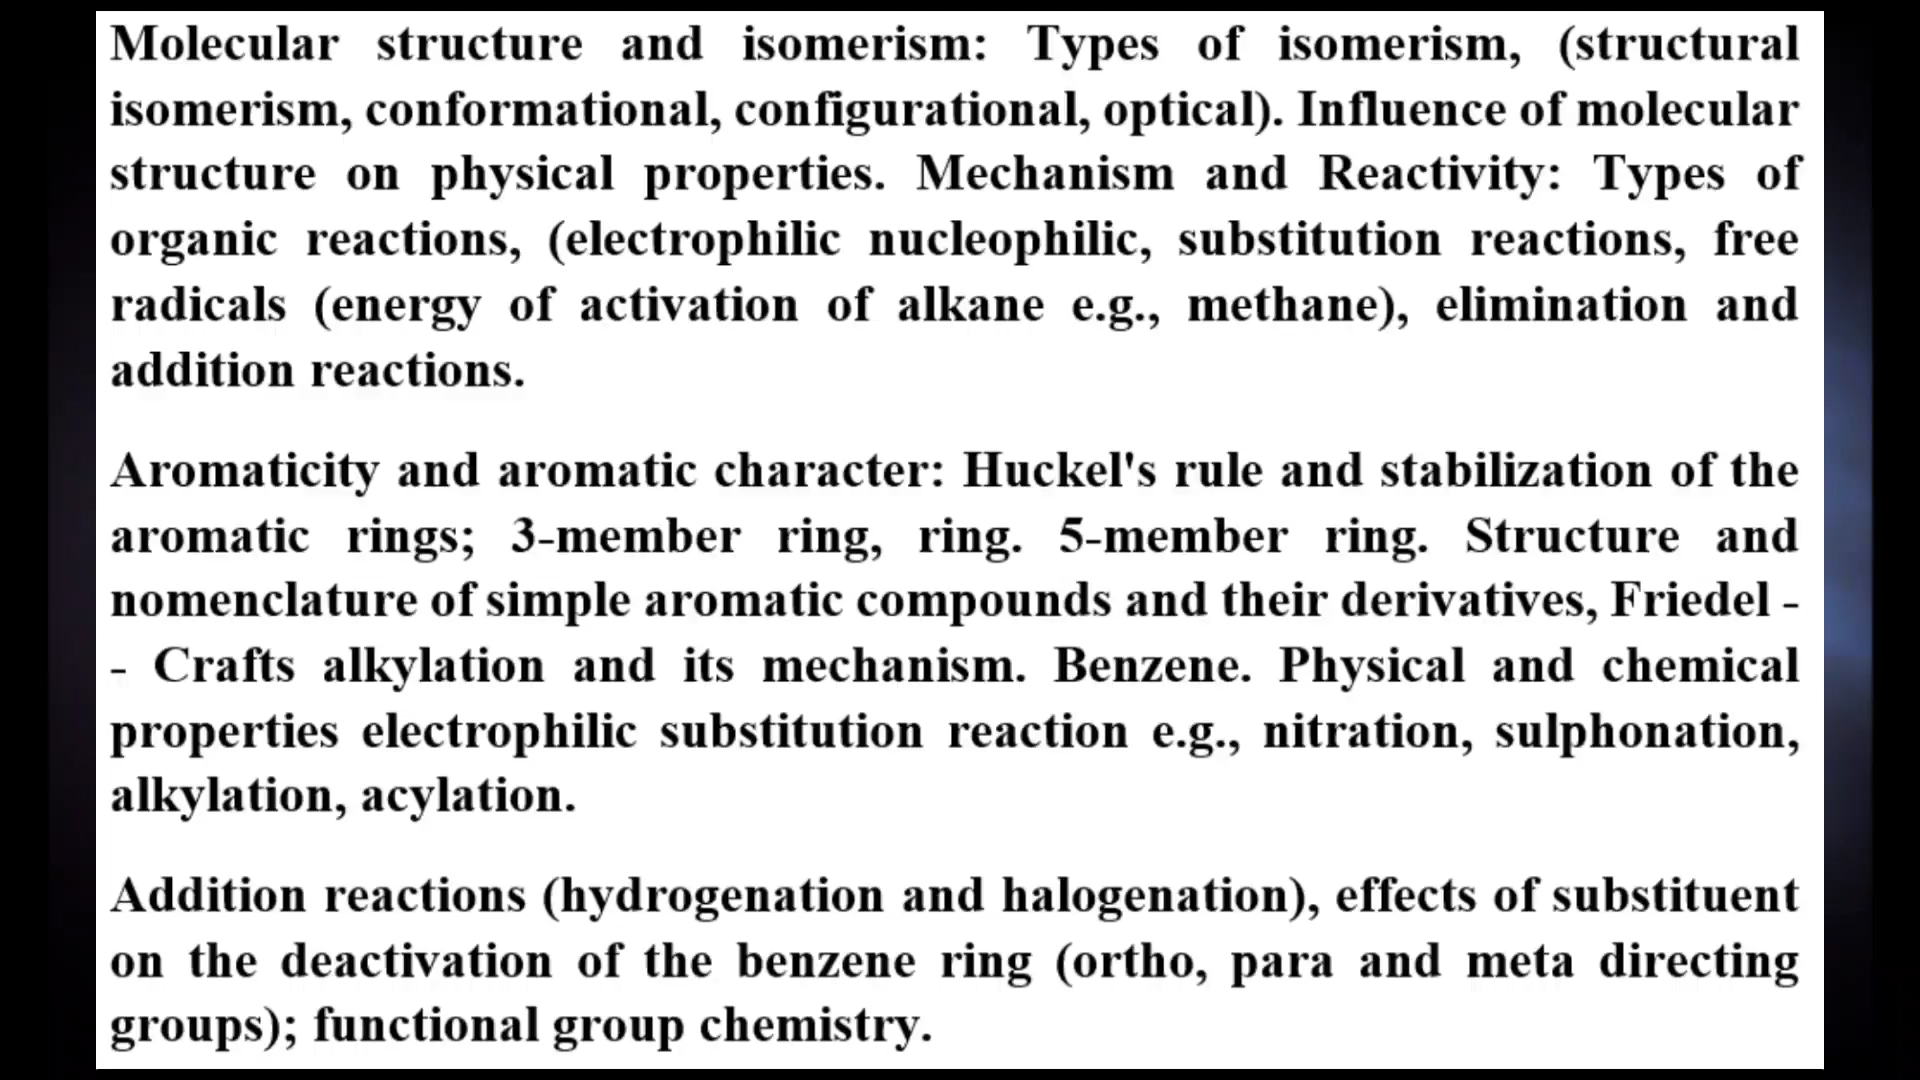 Molecular structure and isomerism: Types of isomerism, (structural
isomerism, conformational, configurational, optical). Influence of molecular
structure on physical properties. Mechanism and Reactivity: Types of
organic reactions, (electrophilic nucleophilic, substitution reactions, free
radicals (energy of activation of alkane e.g., methane), elimination and
addition reactions.
Aromaticity and aromatic character: Huckel's rule and stabilization of the
aromatic rings; 3-member ring, ring. 5-member ring. Structure and
nomenclature of simple aromatic compounds and their derivatives, Friedel -
- Crafts alkylation and its mechanism. Benzene. Physical and chemical
properties electrophilic substitution reaction e.g., nitration, sulphonation,
alkylation, acylation.
Addition reactions (hydrogenation and halogenation), effects of substituent
on the deactivation of the benzene ring (ortho, para and meta directing
groups); functional group chemistry.